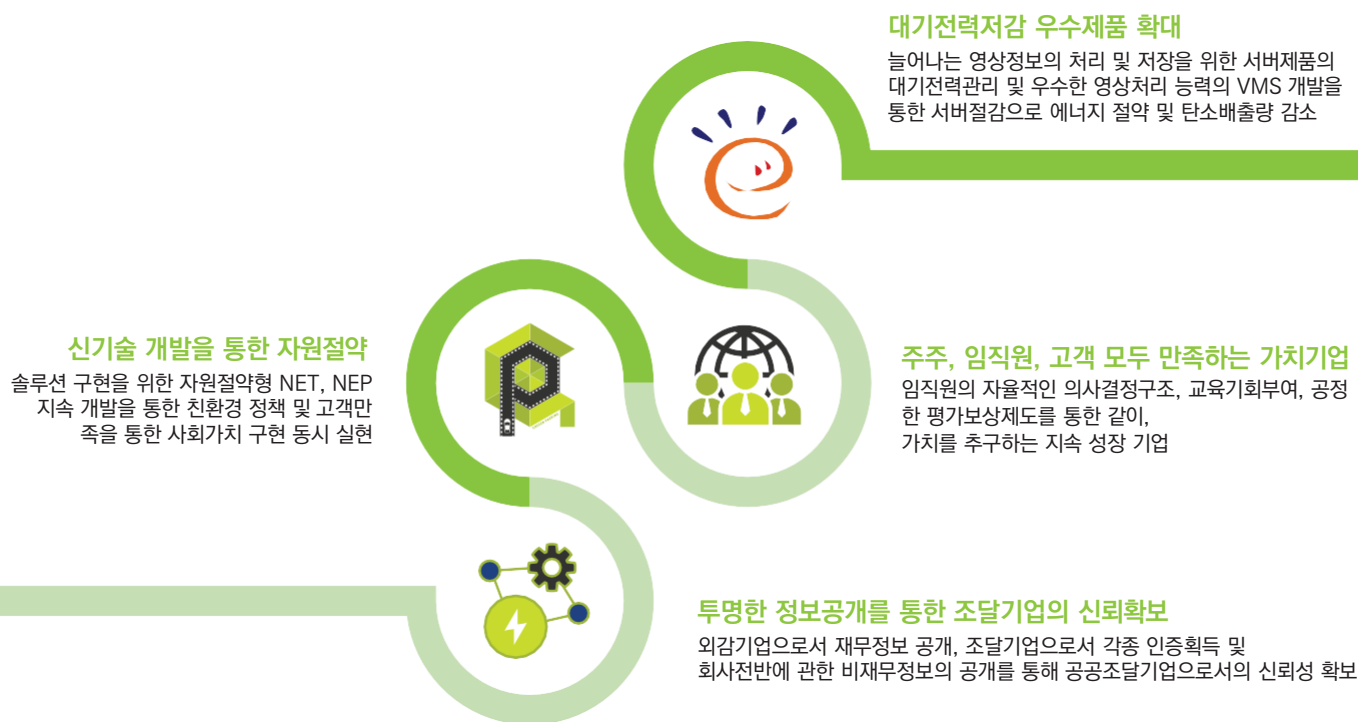 대기전력저감 우수제품 확대
늘어나는 영상정보의 처리 및 저장을 위한 서버제품의
대기전력관리 및 우수한 영상처리 능력의 VMS 개발을
통한 서버절감으로 에너지 절약 및 탄소배출량 감소
신기술 개발을 통한 자원절약
솔루션 구현을 위한 자원절약형 NET, NEP
지속 개발을 통한 친환경 정책 및 고객만
족을 통한 사회가치 구현 동시 실현
주주, 임직원, 고객 모두 만족하는 가치기업
임직원의 자율적인 의사결정구조, 교육기회부여, 공정
한 평가보상제도를 통한 같이,
가치를 추구하는 지속 성장 기업
투명한 정보공개를 통한 조달기업의 신뢰확보
외감기업으로서 재무정보 공개, 조달기업으로서 각종 인증획득 및
회사전반에 관한 비재무정보의 공개를 통해 공공조달기업으로서의 신뢰성 확보